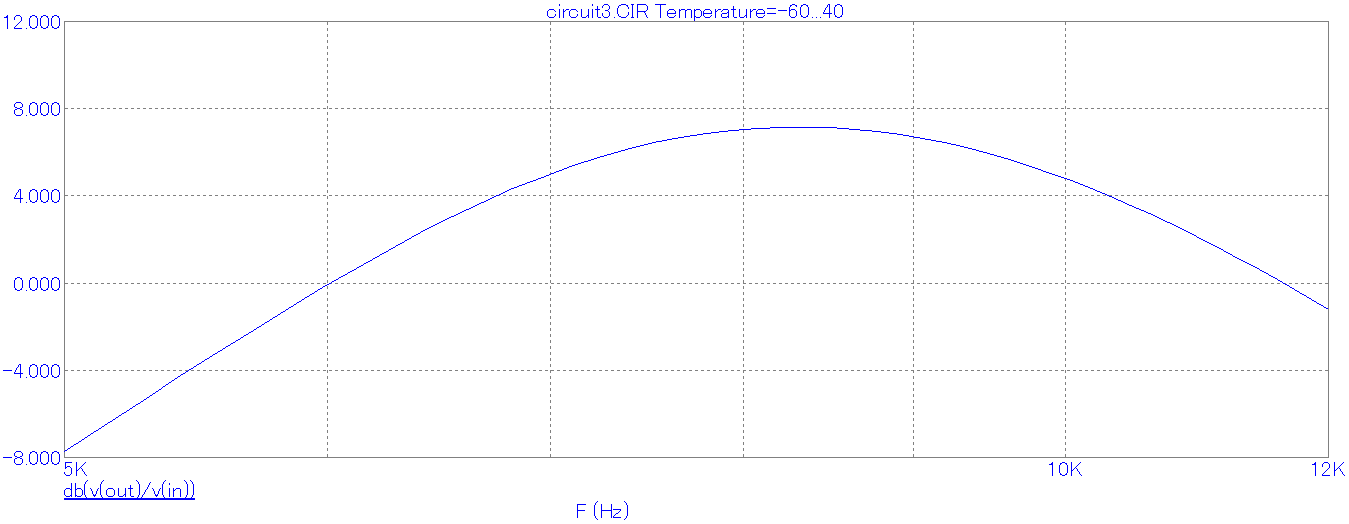 circuit3.CIR Temperature=-60...40
12.000
8.000
4.000
0.000
-4.000
-8.000
5K 10K 12K
db(v(out)/v(in))
F (Hz)